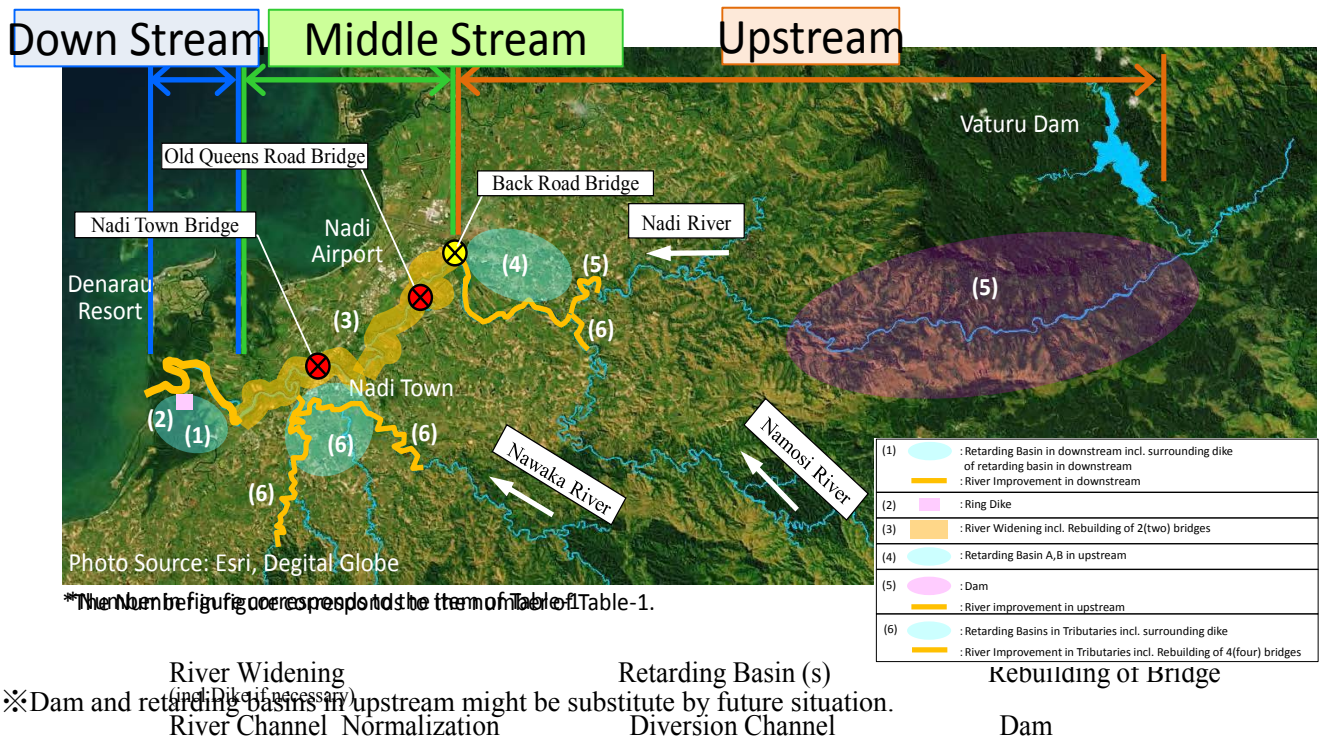 Down Stream
Middle Stream
Upstream
Vaturu Dam
Old Queens Road Bridge
Back Road Bridge
Nadi Town Bridge
Nadi
Airport
Nadi River
Denarau
Resort
(4)
(5)
(5)
(3)
(6)
Nadi Town
(2)
(1)
(6)
(6)
(6)
Nawaka River
Namosi River
Photo Source: Esri, Degital Globe
(1) : Retarding Basin in downstream incl. surrounding dike
of retarding basin in downstream
: River Improvement in downstream
(2) : Ring Dike
(3) : River Widening incl. Rebuilding of 2(two) bridges
(4) : Retarding Basin A,B in upstream
(5) : Dam
: River improvement in upstream
(6) : Retarding Basins in Tributaries incl. surrounding dike
: River Improvement in Tributaries incl. Rebuilding of 4(four) bridges
*The Number in figure corresponds to the item of Table-1.
River Widening
(incl.Dike if necessary)
Retarding Basin (s)
Rebuilding of Bridge
※Dam and retarding basins in upstream might be substitute by future situation.
River Channel Normalization
Diversion Channel
Dam